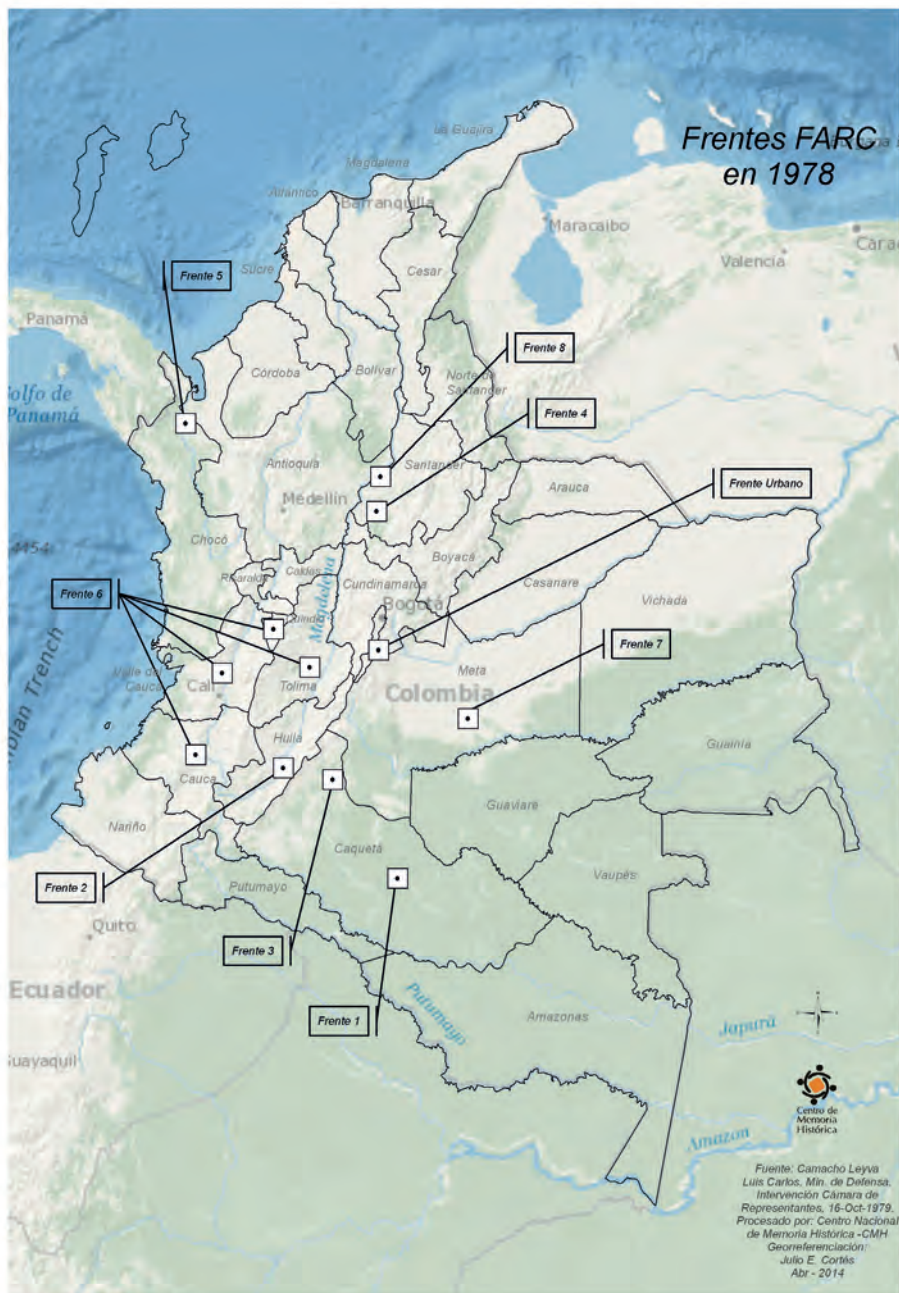 Frentes FARC
en 1978
La Guajira
Magdalena
Atlántico
Barranquilla
Maracaibo
Valencia
Sucre
Cesar
Frente 5
Panamá
Golfo de
Panamá
Córdoba
Bolívar
Norte de
Santander
Frente 8
Frente 4
Frente Urbano
Antioquia
Santander
Arauca
Medellín
4454
Chocó
Boyacá
Risaralda
Caldas
Cundinamarca
Casanare
Vichada
Frente 6
Magdalena
Quindío
Bogotá
Frente 7
Valle del
Cauca
Cali
Tolima
Meta
Colombia
Huila
Cauca
Guainía
Guaviare
Nariño
Caquetá
Vaupés
Frente 2
Putumayo
Quito
Frente 3
Ecuador
Putumayo
Frente 1
Amazonas
Japurá
Guayaquil
Amazon
Centro de
Memoria
Histórica
Fuente: Camacho Leyva
Luis Carlos, Min. de Defensa,
Intervención Cámara de
Representantes, 16-Oct-1979.
Procesado por: Centro Nacional
de Memoria Histórica -CMH
Georreferenciación:
Julio E. Cortés
Abr - 2014